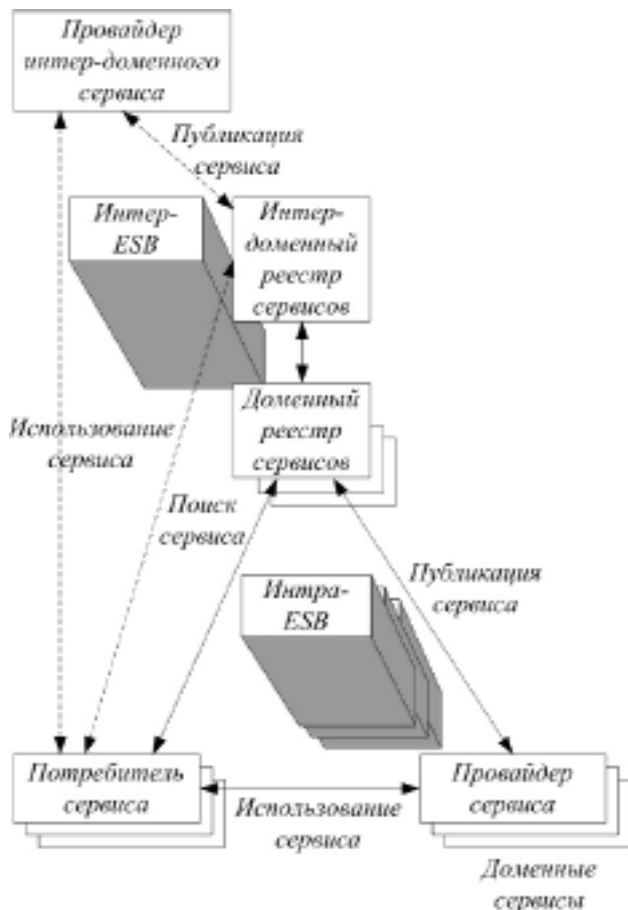 Провайдер
интер-доменного
сервиса
Публикация
сервиса
Интер-
ESB
Интер-
доменный
реестр
сервисов
Доменный
реестр
сервисов
Использование
сервиса
Поиск
сервиса
Публикация
сервиса
Интра-
ESB
Потребитель
сервиса
Использование
сервиса
Провайдер
сервиса
Доменные
сервисы